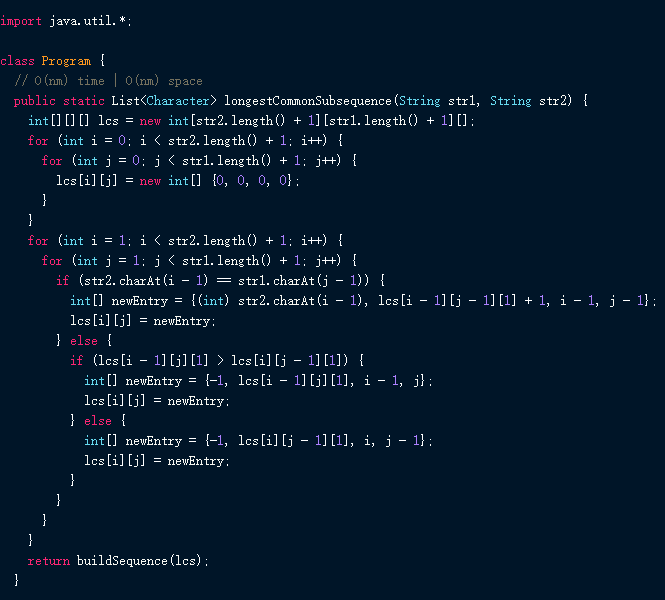 import java.util.*;
class Program {
// O(nm) time | O(nm) space
public static List<Character> longestCommonSubsequence(String str1, String str2) {
int[][][] lcs = new int[str2.length() + 1][str1.length() + 1][];
for (int i = 0; i < str2.length() + 1; i++) {
for (int j = 0; j < str1.length() + 1; j++) {
lcs[i][j] = new int[] {0, 0, 0, 0};
}
}
for (int i = 1; i < str2.length() + 1; i++) {
for (int j = 1; j < str1.length() + 1; j++) {
if (str2.charAt(i - 1) == str1.charAt(j - 1)) {
int[] newEntry = {(int) str2.charAt(i - 1), lcs[i - 1][j - 1][1] + 1, i - 1, j - 1};
lcs[i][j] = newEntry;
} else {
if (lcs[i - 1][j][1] > lcs[i][j - 1][1]) {
int[] newEntry = {-1, lcs[i - 1][j][1], i - 1, j};
lcs[i][j] = newEntry;
} else {
int[] newEntry = {-1, lcs[i][j - 1][1], i, j - 1};
lcs[i][j] = newEntry;
}
}
}
}
return buildSequence(lcs);
}